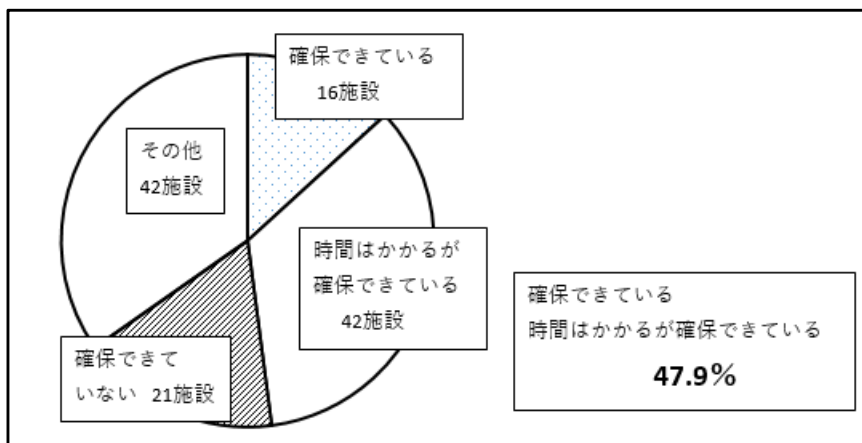 確保できている
16施設
その他
42施設
時間はかかるが
確保できている
42施設
確保できて
いない 21施設
確保できている
時間はかかるが確保できている
47.9%